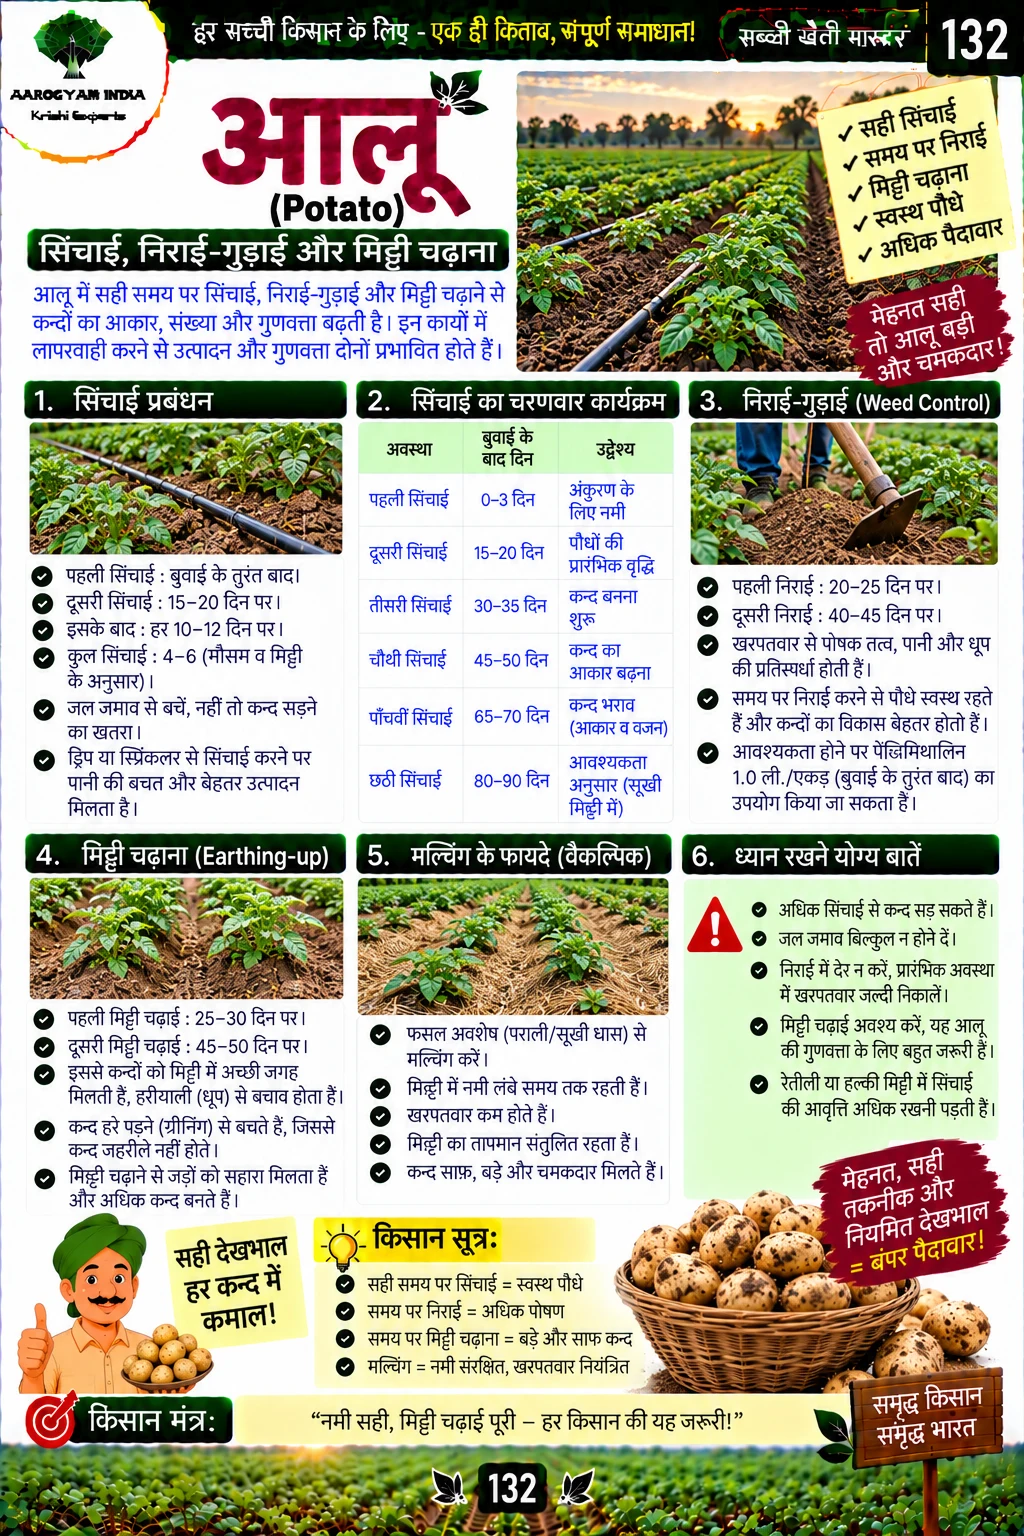 हर सच्ची किसान के लिए - एक ही किताब, संपूर्ण समाधान!
सब्जी खेती मास्टर
132
AAROGYAM INDIA
Krishi Experts
आलू
(Potato)
सिंचाई, निराई-गुड़ाई और मिट्टी चढ़ाना
आलू में सही समय पर सिंचाई, निराई-गुड़ाई और मिट्टी चढ़ाने से
कन्दों का आकार, संख्या और गुणवत्ता बढ़ती है। इन कार्यों में
लापरवाही करने से उत्पादन और गुणवत्ता दोनों प्रभावित होते हैं।
✓ सही सिंचाई
✓ समय पर निराई
✓ मिट्टी चढ़ाना
✓ स्वस्थ पौधे
✓ अधिक पैदावार
मेहनत सही
तो आलू बड़ी
और चमकदार!
1. सिंचाई प्रबंधन
पहली सिंचाई : बुवाई के तुरंत बाद।
दूसरी सिंचाई : 15–20 दिन पर।
इसके बाद : हर 10–12 दिन पर।
कुल सिंचाई : 4–6 (मौसम व मिट्टी
के अनुसार)।
जल जमाव से बचें, नहीं तो कन्द सड़ने
का खतरा।
ड्रिप या स्प्रिंकलर से सिंचाई करने पर
पानी की बचत और बेहतर उत्पादन
मिलता है।
2. सिंचाई का चरणवार कार्यक्रम
अवस्था बुवाई के बाद दिन उद्देश्य
पहली सिंचाई 0–3 दिन अंकुरण के लिए नमी
दूसरी सिंचाई 15–20 दिन पौधों की प्रारंभिक वृद्धि
तीसरी सिंचाई 30–35 दिन कन्द बनना शुरू
चौथी सिंचाई 45–50 दिन कन्द का आकार बढ़ना
पाँचवीं सिंचाई 65–70 दिन कन्द भराव (आकार व वजन)
छठी सिंचाई 80–90 दिन आवश्यकता अनुसार (सूखी मिट्टी में)
3. निराई-गुड़ाई (Weed Control)
पहली निराई : 20–25 दिन पर।
दूसरी निराई : 40–45 दिन पर।
खरपतवार से पोषक तत्व, पानी और धूप
की प्रतिस्पर्धा होती हैं।
समय पर निराई करने से पौधे स्वस्थ रहते
हैं और कन्दों का विकास बेहतर होतो हैं।
आवश्यकता होने पर पेंडिमिथालिन
1.0 ली./एकड़ (बुवाई के तुरंत बाद) का
उपयोग किया जा सकता हैं।
4. मिट्टी चढ़ाना (Earthing-up)
पहली मिट्टी चढ़ाई : 25–30 दिन पर।
दूसरी मिट्टी चढ़ाई : 45–50 दिन पर।
इससे कन्दों को मिट्टी में अच्छी जगह
मिलती हैं, हरीयाली (धूप) से बचाव होता हैं।
कन्द हरे पड़ने (ग्रीनिंग) से बचते हैं, जिससे
कन्द जहरीले नहीं होते।
मिट्टी चढ़ाने से जड़ों को सहारा मिलता हैं
और अधिक कन्द बनते हैं।
5. मल्चिंग के फायदे (वैकल्पिक)
फसल अवशेष (पराली/सूखी धास) से
मल्चिंग करें।
मिट्टी में नमी लंबे समय तक रहती हैं।
खरपतवार कम होते हैं।
मिट्टी का तापमान संतुलित रहता हैं।
कन्द साफ़, बड़े और चमकदार मिलते हैं।
6. ध्यान रखने योग्य बातें
अधिक सिंचाई से कन्द सड़ सकते हैं।
जल जमाव बिल्कुल न होने दें।
निराई में देर न करें, प्रारंभिक अवस्था
में खरपतवार जल्दी निकालें।
मिट्टी चढ़ाई अवश्य करें, यह आलू
की गुणवत्ता के लिए बहुत जरूरी हैं।
रेतीली या हल्की मिट्टी में सिंचाई
की आवृत्ति अधिक रखनी पड़ती हैं।
मेहनत, सही
तकनीक और
नियमित देखभाल
= बंपर पैदावार!
सही देखभाल
हर कन्द में
कमाल!
किसान सूत्र:
सही समय पर सिंचाई = स्वस्थ पौधे
समय पर निराई = अधिक पोषण
समय पर मिट्टी चढ़ाना = बड़े और साफ कन्द
मल्चिंग = नमी संरक्षित, खरपतवार नियंत्रित
किसान मंत्र:
“नमी सही, मिट्टी चढ़ाई पूरी – हर किसान की यह जरूरी!”
समृद्ध किसान
समृद्ध भारत
132